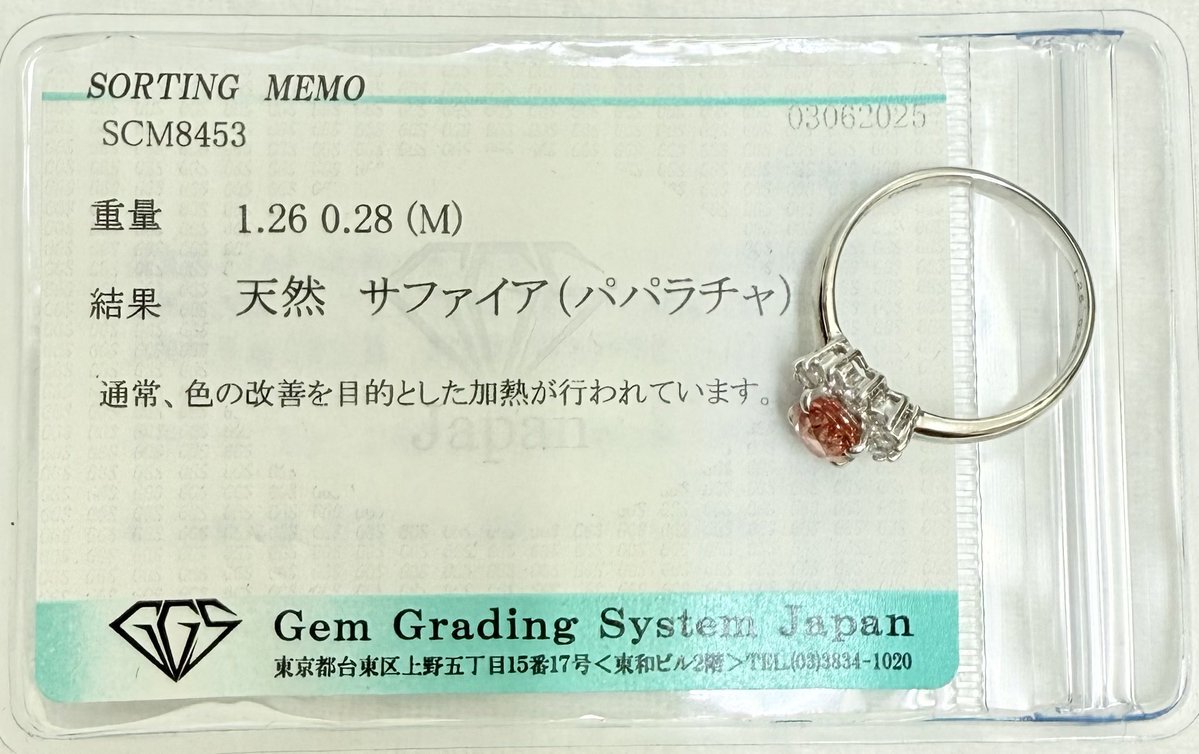 SORTING MEMO
03062025
SCM8453
重量 1.26 0.28 (M)
結果 天然 サファイア(パパラチャ)
通常、色の改善を目的とした加熱が行われています。
Japan
GGS
Gem Grading System Japan
東京都台東区上野五丁目15番17号<東和ビル2階>TEL.(03)3834-1020